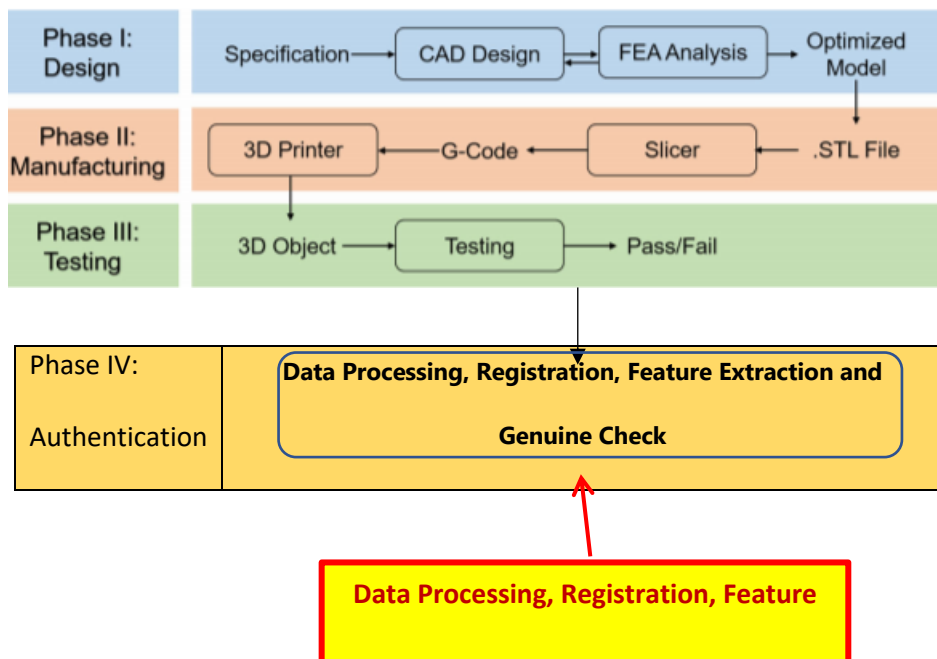 Phase I:
Design
Specification
CAD Design
FEA Analysis
Optimized
Model
Phase II:
Manufacturing
3D Printer
G-Code
Slicer
.STL File
Phase III:
Testing
3D Object
Testing
Pass/Fail
Phase IV:
Authentication
Data Processing, Registration, Feature Extraction and
Genuine Check
Data Processing, Registration, Feature